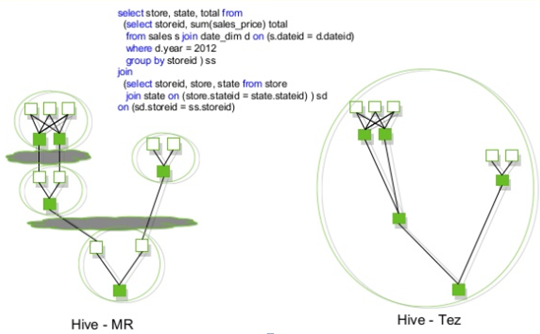 select store, state, total from
(select storeid, sum(sales_price) total
from sales s join date_dim d on (s.dateid = d.dateid)
where d.year = 2012
group by storeid ) ss
join
(select storeid, store, state from store
join state on (store.stateid = state.stateid) ) sd
on (sd.storeid = ss.storeid)
Hive - MR
Hive - Tez